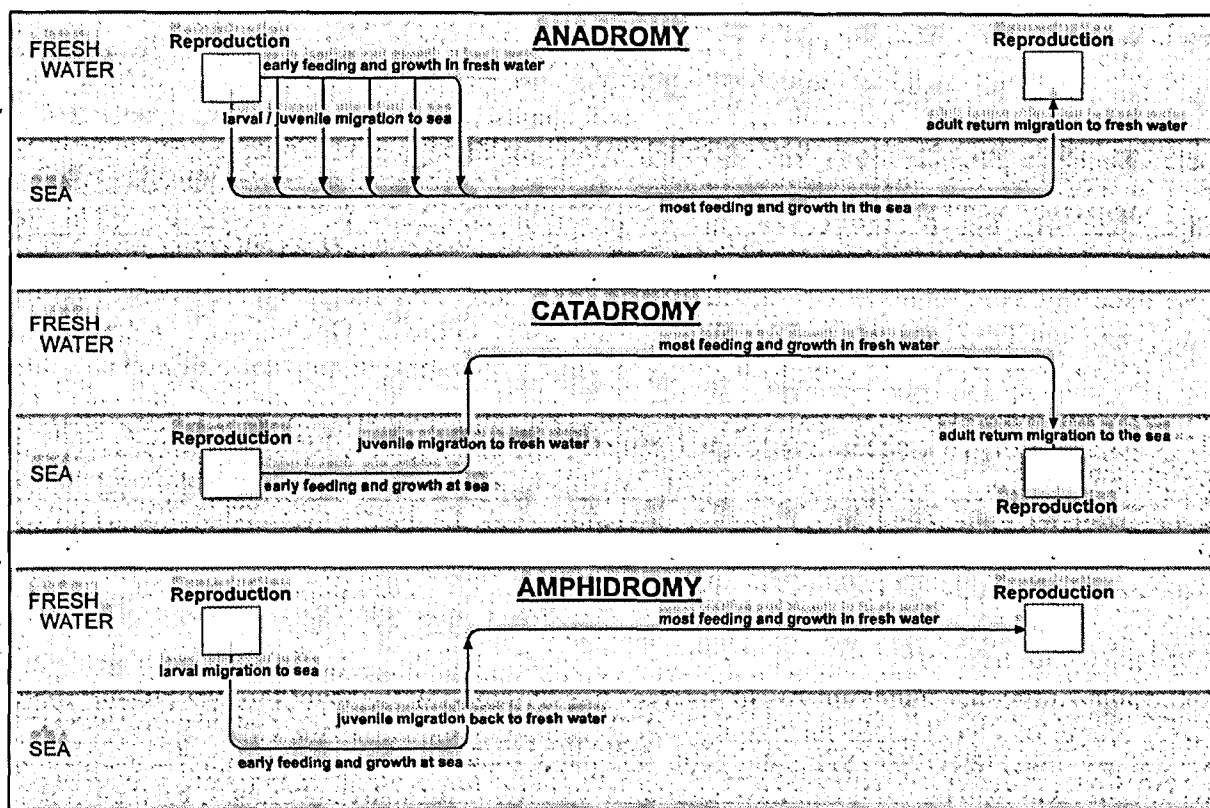 ANADROMY
FRESH
WATER
Reproduction
early feeding and growth in fresh water
larval / juvenile migration to sea
Reproduction
adult return migration to fresh water
SEA
most feeding and growth in the sea
CATADROMY
FRESH
WATER
most feeding and growth in fresh water
Reproduction
juvenile migration to fresh water
adult return migration to the sea
SEA
early feeding and growth at sea
Reproduction
AMPHIDROMY
FRESH
WATER
Reproduction
most feeding and growth in fresh water
Reproduction
larval migration to sea
juvenile migration back to fresh water
SEA
early feeding and growth at sea